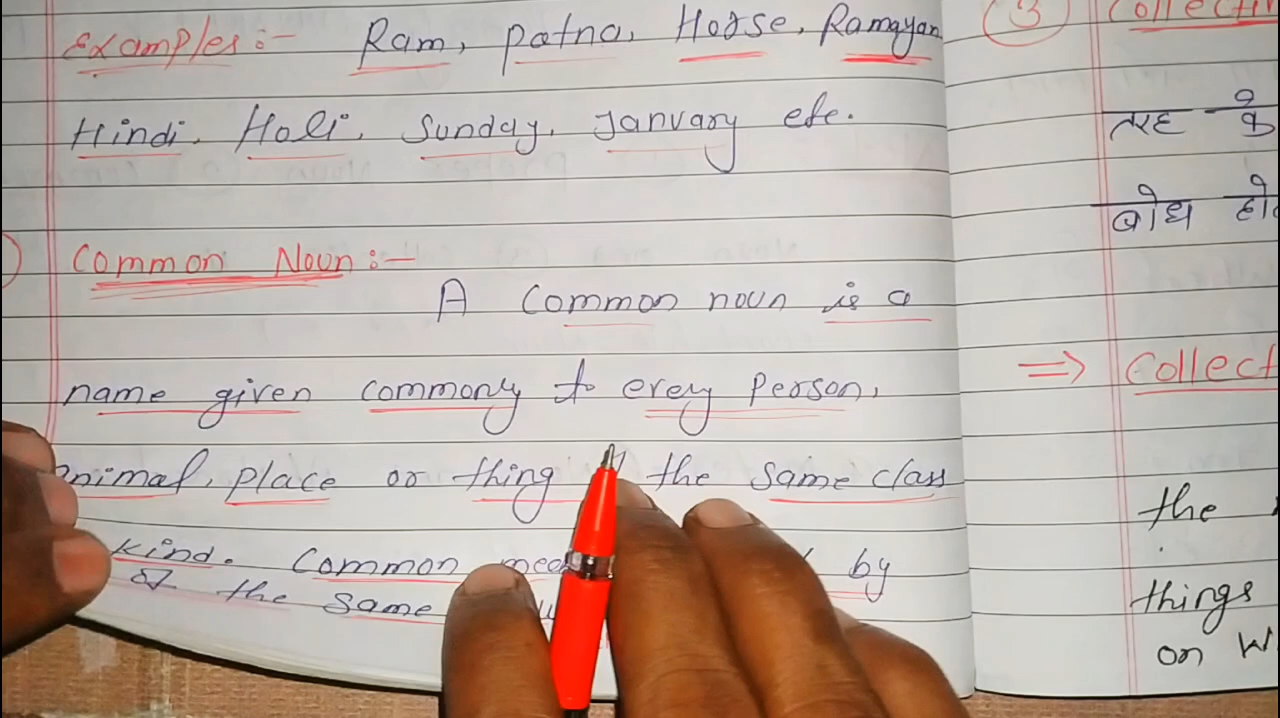 Examples:- Ram, Patna, Horse, Ramayan
Hindi, Holi, Sunday, January etc.
Common Noun:-
A Common noun is a
name given commony to every Person,
animal, place or thing the same class
kind. Common by
of the same
(3) Collecti
तरह के
बोध हो
⇒ Collect
the
things
on